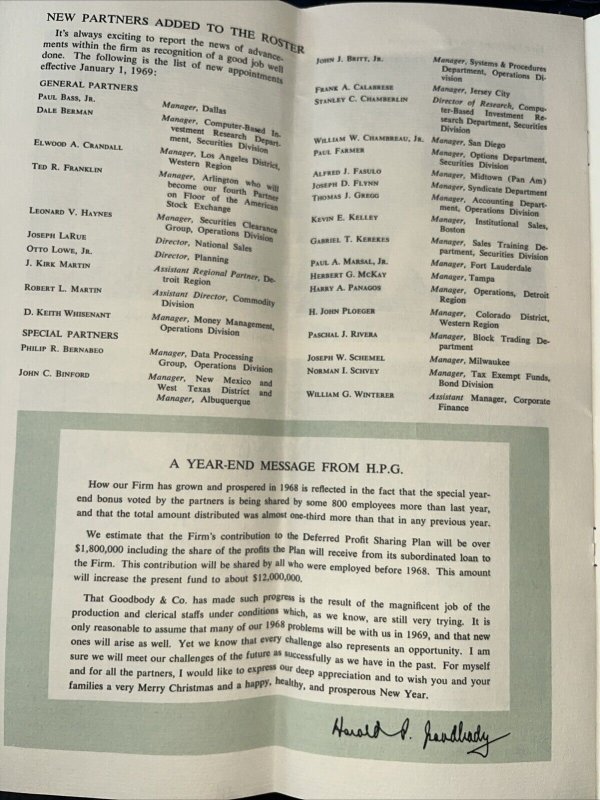 NEW PARTNERS ADDED TO THE ROSTER
It's always exciting to report the news of advance-
ments within the firm as recognition of a good job well
done. The following is the list of new appointments
effective January 1, 1969:
GENERAL PARTNERS
PAUL BASS, JR. Manager, Dallas
DALE BERMAN Manager, Computer-Based In-
vestment Research Depart-
ment, Securities Division
ELWOOD A. CRANDALL Manager, Los Angeles District,
Western Region
TED R. FRANKLIN Manager, Arlington who will
become our fourth Partner
on Floor of the American
Stock Exchange
LEONARD V. HAYNES Manager, Securities Clearance
Group, Operations Division
JOSEPH LARUE Director, National Sales
OTTO LOWE, JR. Director, Planning
J. KIRK MARTIN Assistant Regional Partner, De-
troit Region
ROBERT L. MARTIN Assistant Director, Commodity
Division
D. KEITH WHISENANT Manager, Money Management,
Operations Division
SPECIAL PARTNERS
PHILIP R. BERNABEO Manager, Data Processing
Group, Operations Division
JOHN C. BINFORD Manager, New Mexico and
West Texas District and
Manager, Albuquerque
JOHN J. BRITT, JR. Manager, Systems & Procedures
Department, Operations Di-
vision
FRANK A. CALABRESE Manager, Jersey City
STANLEY C. CHAMBERLIN Director of Research, Compu-
ter-Based Investment Re-
search Department, Securities
Division
WILLIAM W. CHAMBREAU, JR. Manager, San Diego
PAUL FARMER Manager, Options Department,
Securities Division
ALFRED J. FASULO Manager, Midtown (Pan Am)
JOSEPH D. FLYNN Manager, Syndicate Department
THOMAS J. GREGG Manager, Accounting Depart-
ment, Operations Division
KEVIN E. KELLEY Manager, Institutional Sales,
Boston
GABRIEL T. KEREKES Manager, Sales Training De-
partment, Securities Division
PAUL A. MARSAL, JR. Manager, Fort Lauderdale
HERBERT G. MCKAY Manager, Tampa
HARRY A. PANAGOS Manager, Operations, Detroit
Region
H. JOHN PLOEGER Manager, Colorado District,
Western Region
PASCHAL J. RIVERA Manager, Block Trading De-
partment
JOSEPH W. SCHEMEL Manager, Milwaukee
NORMAN I. SCHVEY Manager, Tax Exempt Funds,
Bond Division
WILLIAM G. WINTERER Assistant Manager, Corporate
Finance
A YEAR-END MESSAGE FROM H.P.G.
How our Firm has grown and prospered in 1968 is reflected in the fact that the special year-
end bonus voted by the partners is being shared by some 800 employees more than last year,
and that the total amount distributed was almost one-third more than that in any previous year.
We estimate that the Firm's contribution to the Deferred Profit Sharing Plan will be over
$1,800,000 including the share of the profits the Plan will receive from its subordinated loan to
the Firm. This contribution will be shared by all who were employed before 1968. This amount
will increase the present fund to about $12,000,000.
That Goodbody & Co. has made such progress is the result of the magnificent job of the
production and clerical staffs under conditions which, as we know, are still very trying. It is
only reasonable to assume that many of our 1968 problems will be with us in 1969, and that new
ones will arise as well. Yet we know that every challenge also represents an opportunity. I am
sure we will meet our challenges of the future as successfully as we have in the past. For myself
and for all the partners, I would like to express our deep appreciation and to wish you and your
families a very Merry Christmas and a happy, healthy, and prosperous New Year.
Harold P. Goodbody